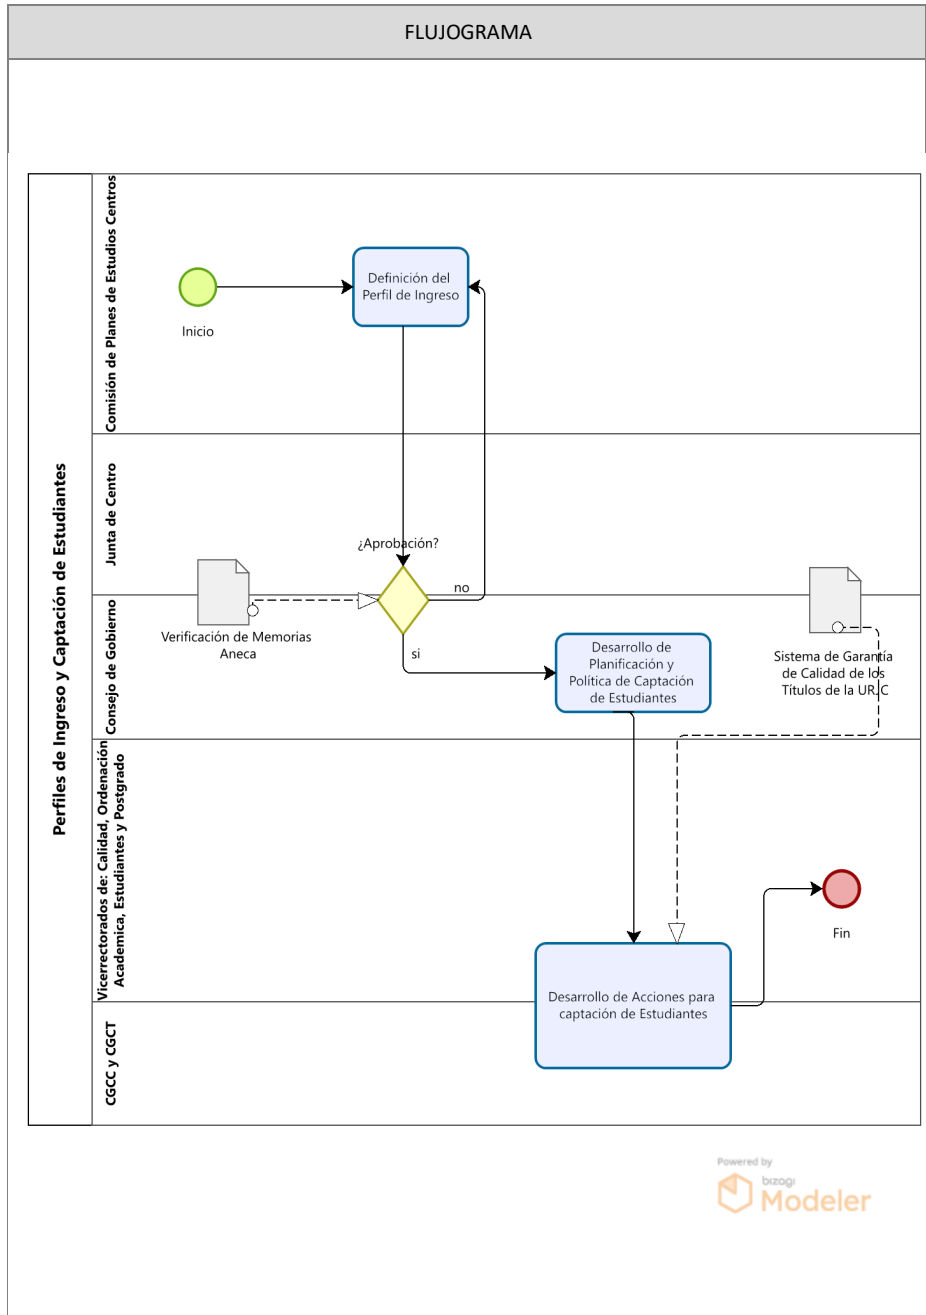 FLUJOGRAMA
Perfiles de Ingreso y Captación de Estudiantes
Comisión de Planes de Estudios Centros
Definición del
Perfil de Ingreso
Inicio
Junta de Centro
¿Aprobación?
no
Verificación de Memorias
Aneca
Consejo de Gobierno
si
Desarrollo de
Planificación y
Política de Captación
de Estudiantes
Sistema de Garantía
de Calidad de los
Títulos de la URJC
Vicerrectorados de: Calidad, Ordenación
Academica, Estudiantes y Postgrado
Fin
Desarrollo de Acciones para
captación de Estudiantes
CGCC y CGCT
Powered by
bizagi
Modeler